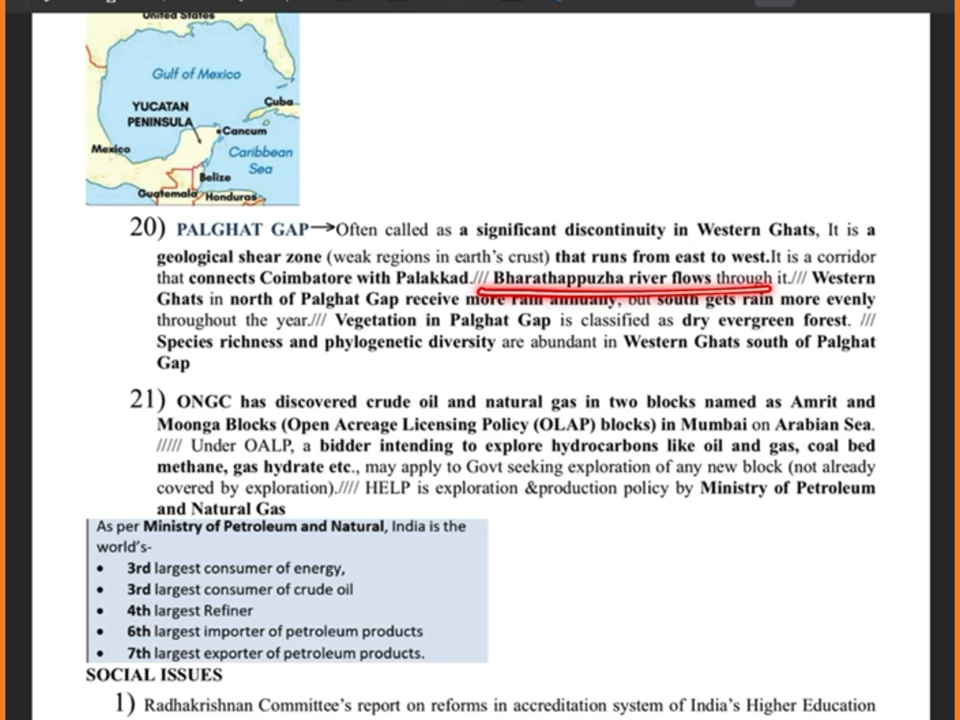 United States
Gulf of Mexico
YUCATAN
PENINSULA
Cuba
Cancum
Mexico
Caribbean
Sea
Belize
Guatemala Honduras
20) PALGHAT GAP→Often called as a significant discontinuity in Western Ghats, It is a
geological shear zone (weak regions in earth's crust) that runs from east to west.It is a corridor
that connects Coimbatore with Palakkad./// Bharathappuzha river flows through it./// Western
Ghats in north of Palghat Gap receive more rain annually, but south gets rain more evenly
throughout the year./// Vegetation in Palghat Gap is classified as dry evergreen forest. ///
Species richness and phylogenetic diversity are abundant in Western Ghats south of Palghat
Gap
21) ONGC has discovered crude oil and natural gas in two blocks named as Amrit and
Moonga Blocks (Open Acreage Licensing Policy (OLAP) blocks) in Mumbai on Arabian Sea.
///// Under OALP, a bidder intending to explore hydrocarbons like oil and gas, coal bed
methane, gas hydrate etc., may apply to Govt seeking exploration of any new block (not already
covered by exploration).//// HELP is exploration &production policy by Ministry of Petroleum
and Natural Gas
As per Ministry of Petroleum and Natural, India is the
world's-
• 3rd largest consumer of energy,
• 3rd largest consumer of crude oil
• 4th largest Refiner
• 6th largest importer of petroleum products
• 7th largest exporter of petroleum products.
SOCIAL ISSUES
1) Radhakrishnan Committee's report on reforms in accreditation system of India's Higher Education